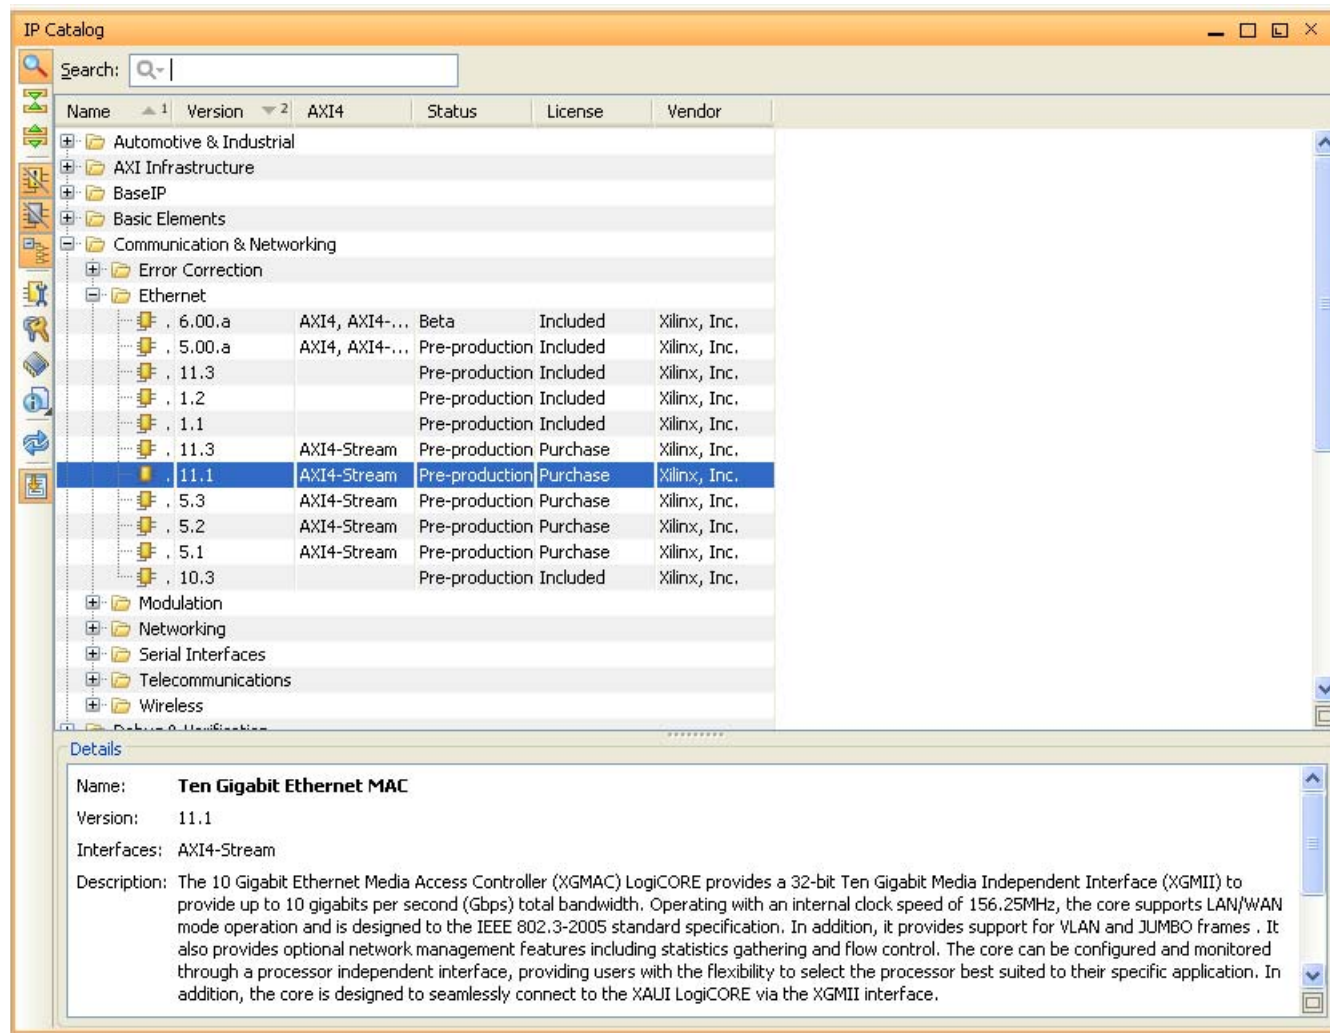 IP Catalog
Search:
Name 1 Version 2 AXI4 Status License Vendor
Automotive & Industrial
AXI Infrastructure
BaseIP
Basic Elements
Communication & Networking
Error Correction
Ethernet
. 6.00.a AXI4, AXI4-... Beta Included Xilinx, Inc.
. 5.00.a AXI4, AXI4-... Pre-production Included Xilinx, Inc.
. 11.3 Pre-production Included Xilinx, Inc.
. 1.2 Pre-production Included Xilinx, Inc.
. 1.1 Pre-production Included Xilinx, Inc.
. 11.3 AXI4-Stream Pre-production Purchase Xilinx, Inc.
. 11.1 AXI4-Stream Pre-production Purchase Xilinx, Inc.
. 5.3 AXI4-Stream Pre-production Purchase Xilinx, Inc.
. 5.2 AXI4-Stream Pre-production Purchase Xilinx, Inc.
. 5.1 AXI4-Stream Pre-production Purchase Xilinx, Inc.
. 10.3 Pre-production Included Xilinx, Inc.
Modulation
Networking
Serial Interfaces
Telecommunications
Wireless
Debug & Verification
Details
Name: Ten Gigabit Ethernet MAC
Version: 11.1
Interfaces: AXI4-Stream
Description: The 10 Gigabit Ethernet Media Access Controller (XGMAC) LogiCORE provides a 32-bit Ten Gigabit Media Independent Interface (XGMII) to
provide up to 10 gigabits per second (Gbps) total bandwidth. Operating with an internal clock speed of 156.25MHz, the core supports LAN/WAN
mode operation and is designed to the IEEE 802.3-2005 standard specification. In addition, it provides support for VLAN and JUMBO frames . It
also provides optional network management features including statistics gathering and flow control. The core can be configured and monitored
through a processor independent interface, providing users with the flexibility to select the processor best suited to their specific application. In
addition, the core is designed to seamlessly connect to the XAUI LogiCORE via the XGMII interface.